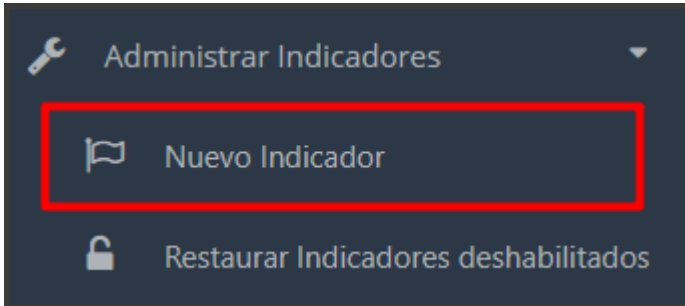 Administrar Indicadores
Nuevo Indicador
Restaurar Indicadores deshabilitados